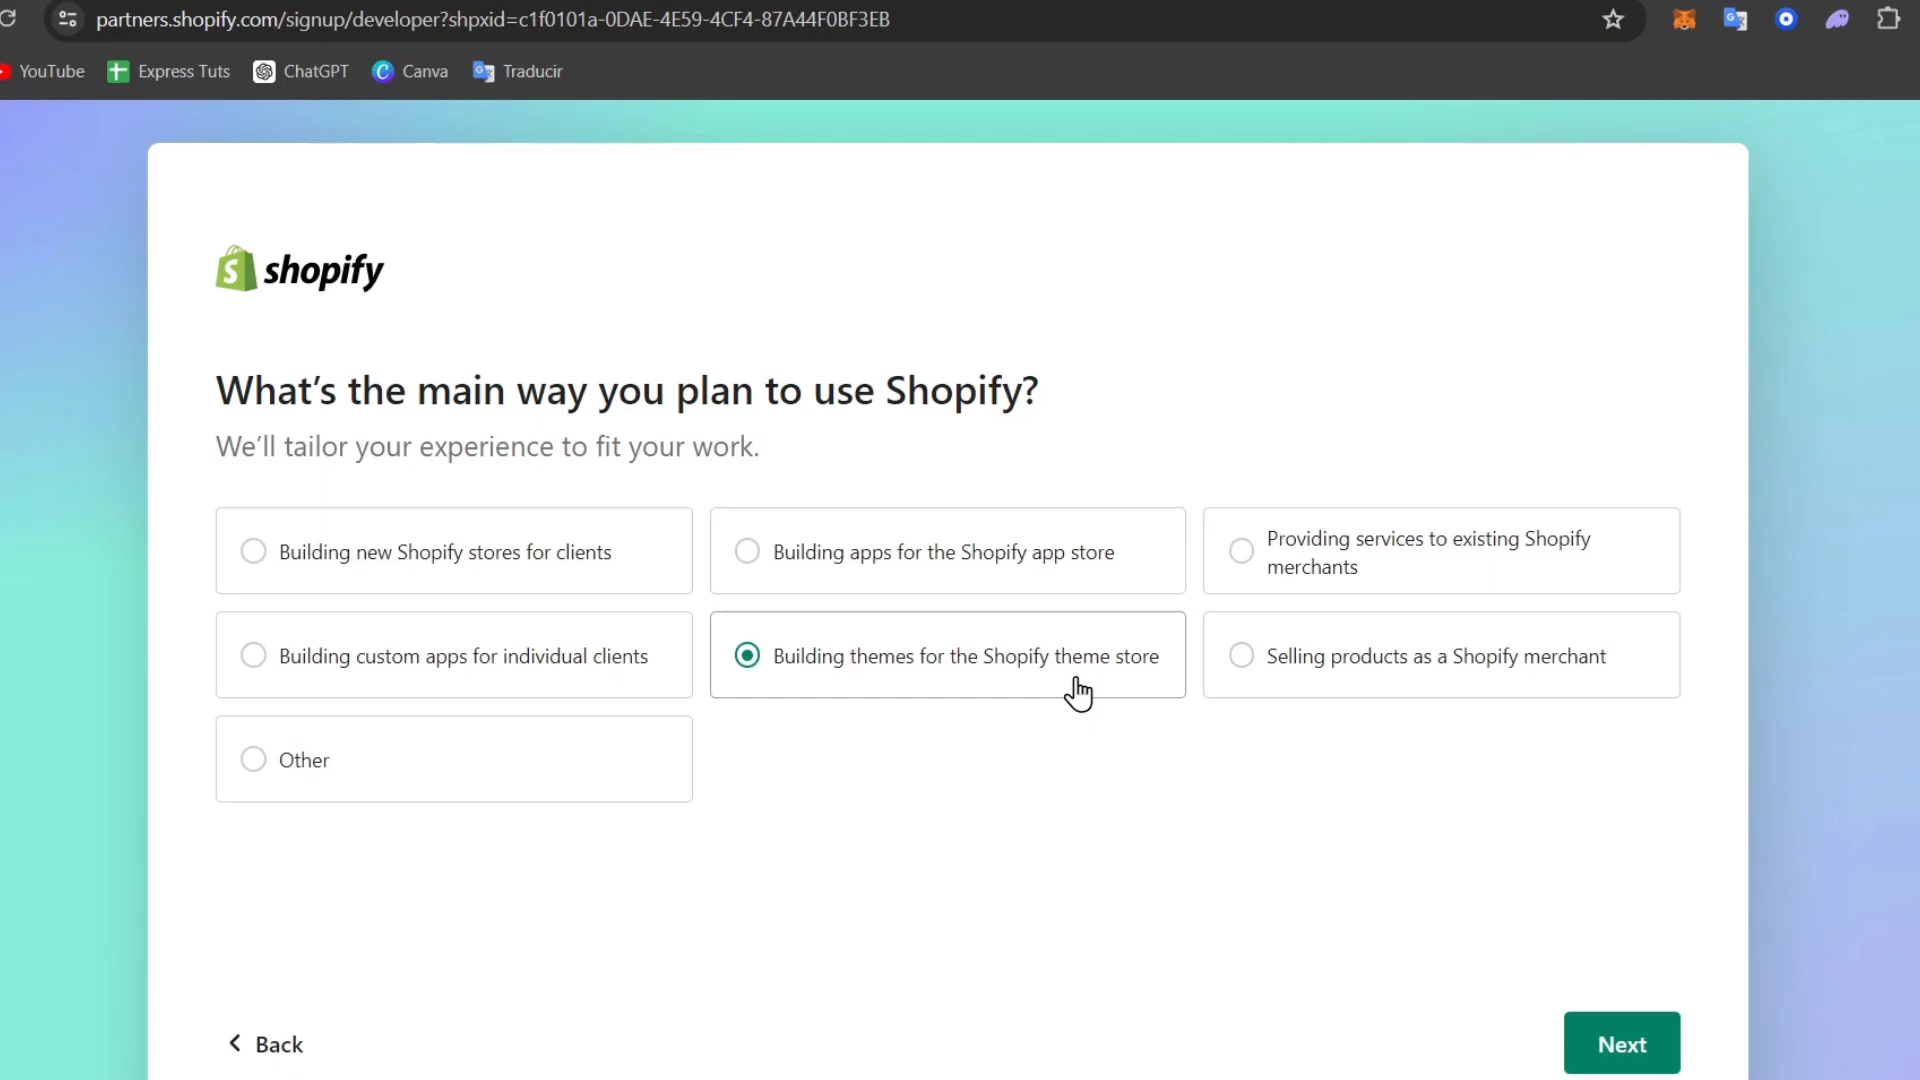 partners.shopify.com/signup/developer?shpxid=c1f0101a-0DAE-4E59-4CF4-87A44F0BF3EB
YouTube Express Tuts ChatGPT Canva Traducir
shopify
What's the main way you plan to use Shopify?
We'll tailor your experience to fit your work.
Building new Shopify stores for clients
Building apps for the Shopify app store
Providing services to existing Shopify
merchants
Building custom apps for individual clients
Building themes for the Shopify theme store
Selling products as a Shopify merchant
Other
Back
Next